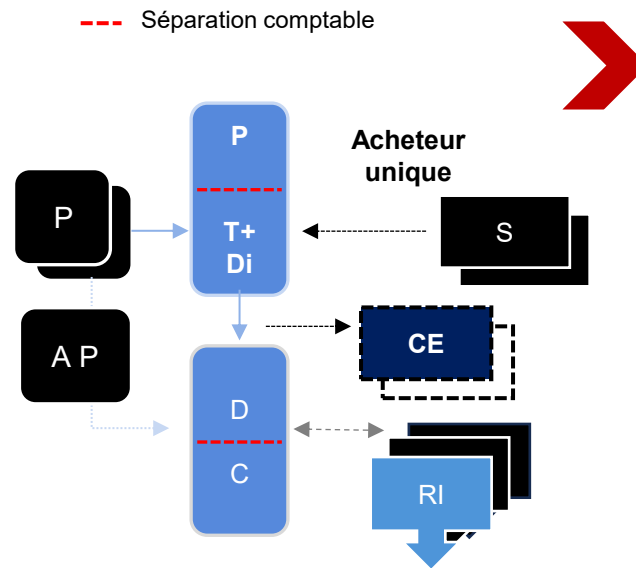 Séparation comptable
P
Acheteur
unique
P
T+
Di
S
A P
CE
D
C
RI